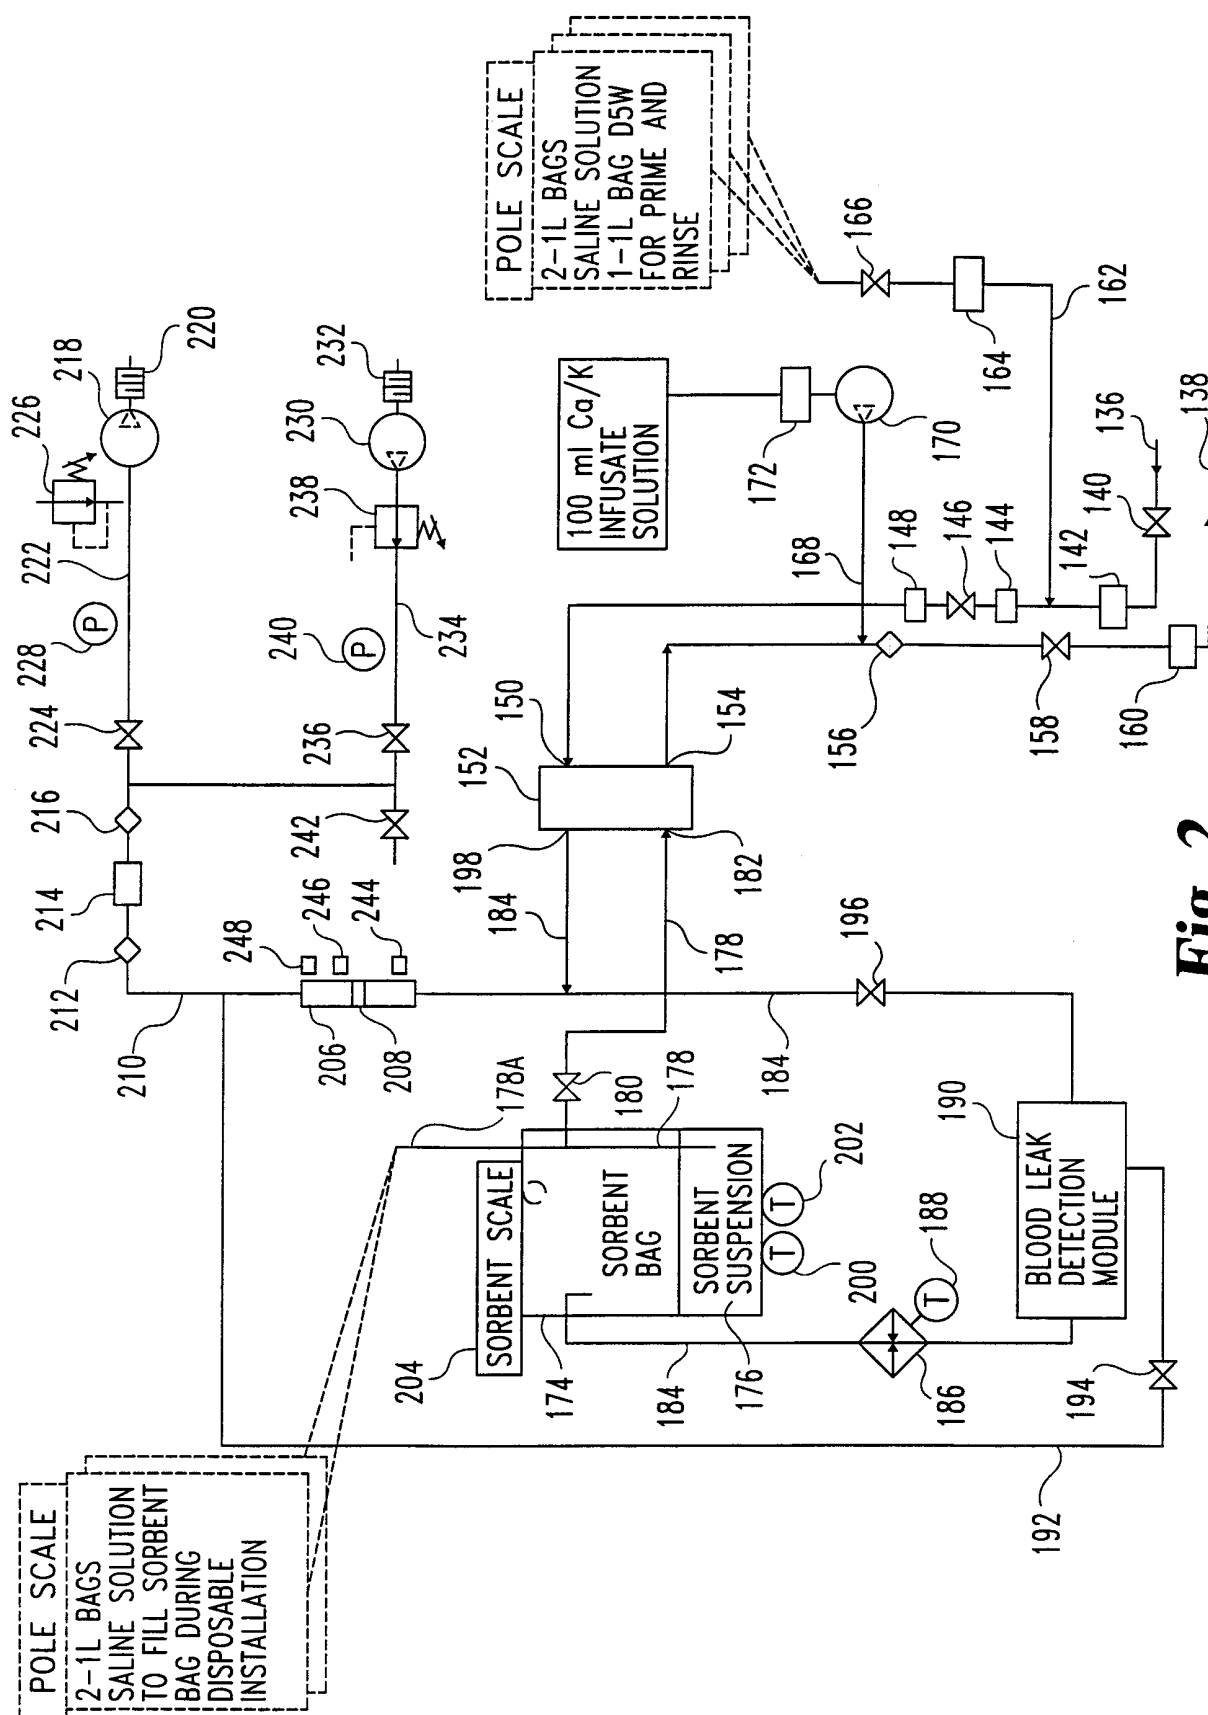 POLE SCALE
2-1L BAGS
SALINE SOLUTION
TO FILL SORBENT
BAG DURING
DISPOSABLE
INSTALLATION
POLE SCALE
2-1L BAGS
SALINE SOLUTION
1-1L BAG D5W
FOR PRIME AND
RINSE
100 ml Ca/K
INFUSATE
SOLUTION
SORBENT SCALE
SORBENT
BAG
SORBENT
SUSPENSION
BLOOD LEAK
DETECTION
MODULE
T
T
T
P
P
228
222
226
218
220
224
216
214
212
210
248
246
244
206
208
240
234
238
230
232
236
242
150
152
154
198
182
184
178
178A
180
178
184
196
204
174
184
176
186
188
200
202
190
192
194
172
170
168
148
146
144
142
140
136
138
156
158
160
162
164
166
Fig. 2